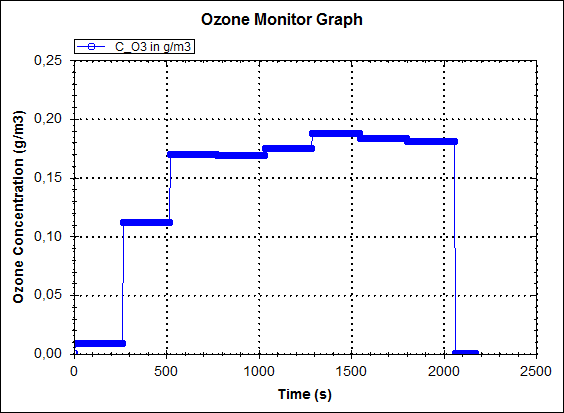 Ozone Monitor Graph
C_O3 in g/m3
Ozone Concentration (g/m3)
0,25
0,20
0,15
0,10
0,05
0,00
0 500 1000 1500 2000 2500
Time (s)